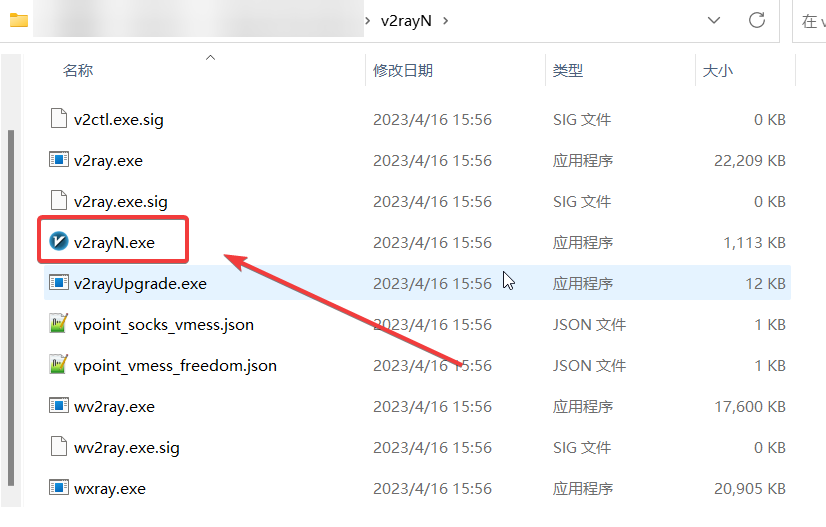 v2rayN
在 v
名称 修改日期 类型 大小
v2ctl.exe.sig 2023/4/16 15:56 SIG 文件 0 KB
v2ray.exe 2023/4/16 15:56 应用程序 22,209 KB
v2ray.exe.sig 2023/4/16 15:56 SIG 文件 0 KB
v2rayN.exe 2023/4/16 15:56 应用程序 1,113 KB
v2rayUpgrade.exe 2023/4/16 15:56 应用程序 12 KB
vpoint_socks_vmess.json 2023/4/16 15:56 JSON 文件 1 KB
vpoint_vmess_freedom.json 2023/4/16 15:56 JSON 文件 1 KB
wv2ray.exe 2023/4/16 15:56 应用程序 17,600 KB
wv2ray.exe.sig 2023/4/16 15:56 SIG 文件 0 KB
wxray.exe 2023/4/16 15:56 应用程序 20,905 KB